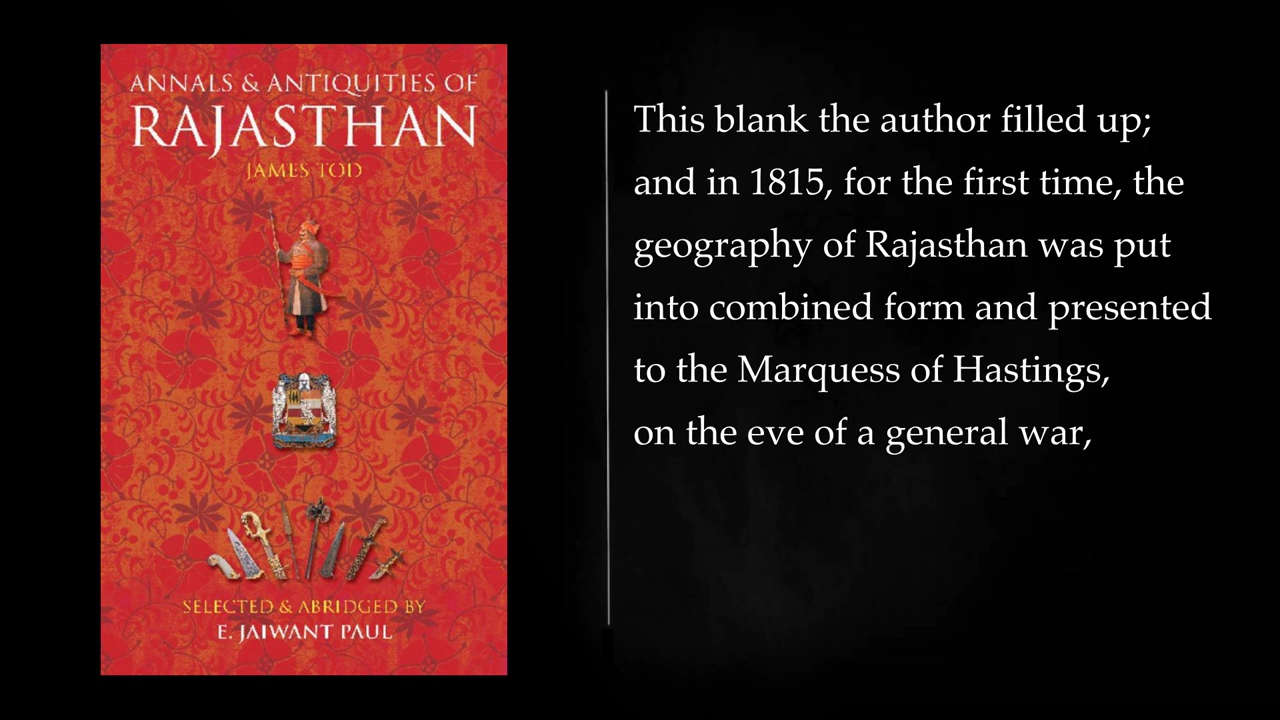 ANNALS & ANTIQUITIES OF
RAJASTHAN
JAMES TOD
SELECTED & ABRIDGED BY
E. JAIWANT PAUL
This blank the author filled up;
and in 1815, for the first time, the
geography of Rajasthan was put
into combined form and presented
to the Marquess of Hastings,
on the eve of a general war,